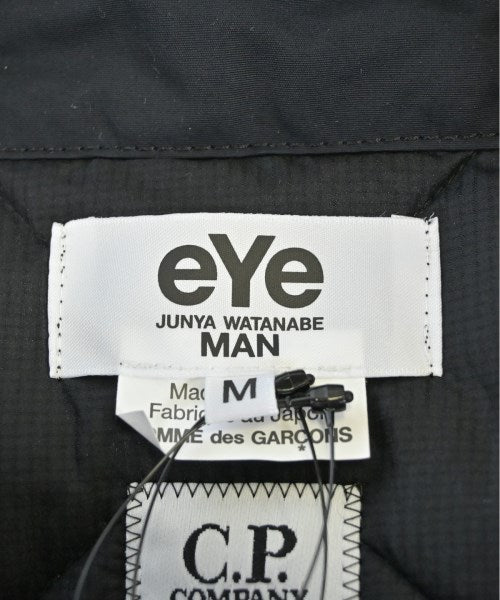 eYe
JUNYA WATANABE
MAN
M
Fabriqué au Japon
COMME des GARÇONS
C.P.
COMPANY